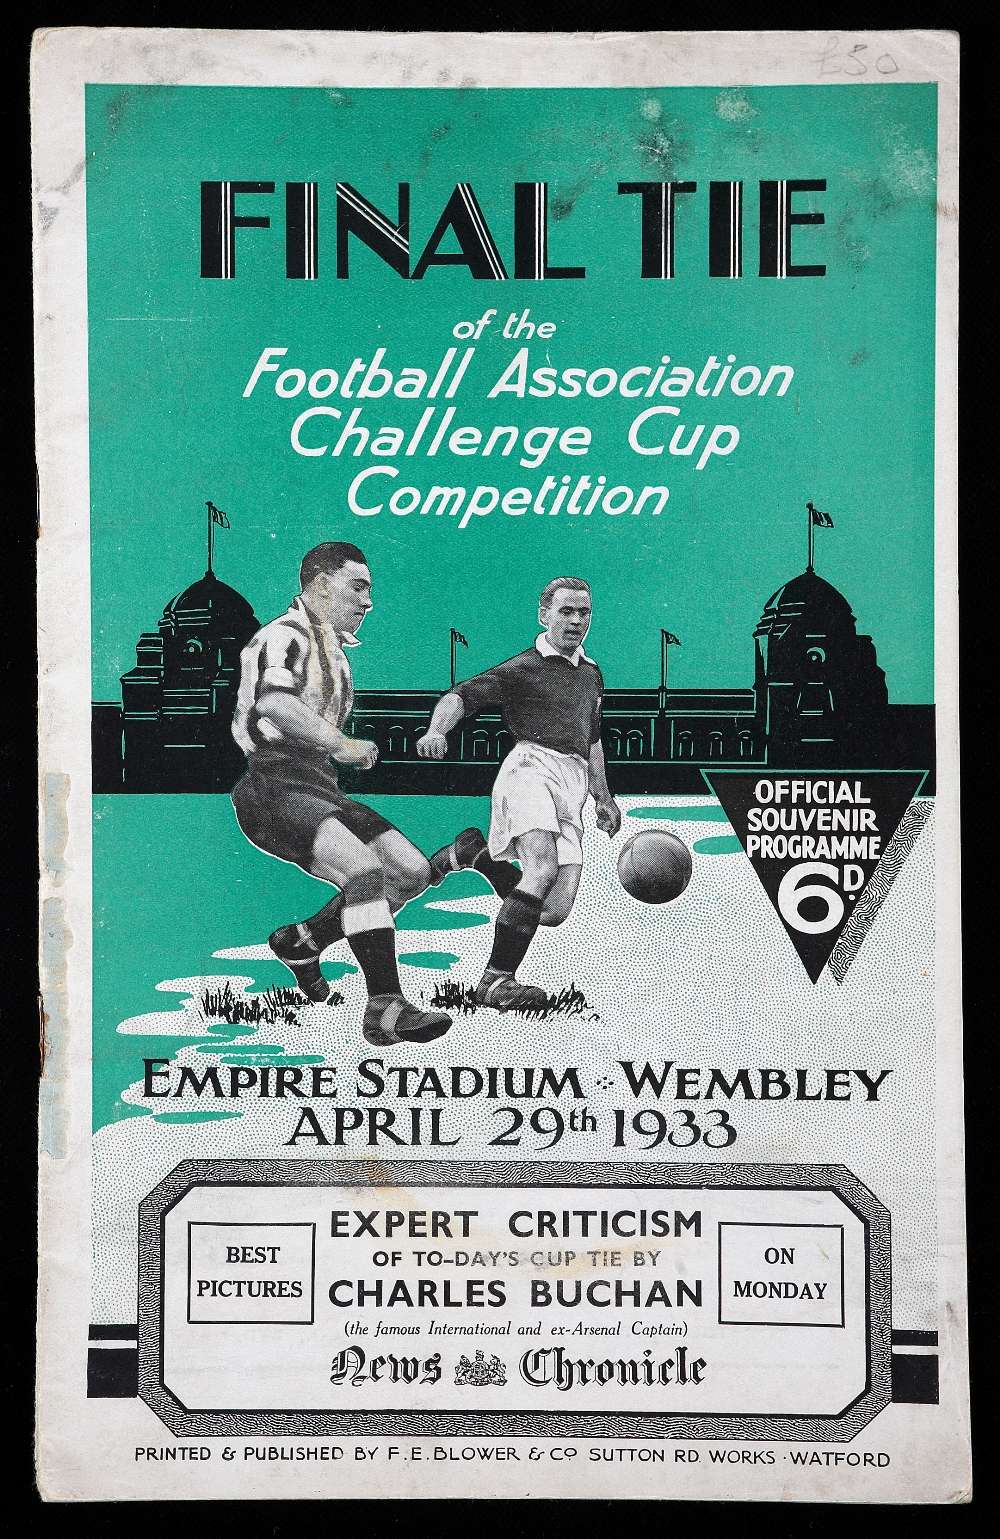 £50
FINAL TIE
of the
Football Association
Challenge Cup
Competition
OFFICIAL
SOUVENIR
PROGRAMME
6D.
EMPIRE STADIUM WEMBLEY
APRIL 29th 1933
BEST
PICTURES
EXPERT CRITICISM
OF TO-DAY'S CUP TIE BY
CHARLES BUCHAN
(the famous International and ex-Arsenal Captain)
News Chronicle
ON
MONDAY
PRINTED & PUBLISHED BY F.E. BLOWER & Co SUTTON RD. WORKS · WATFORD